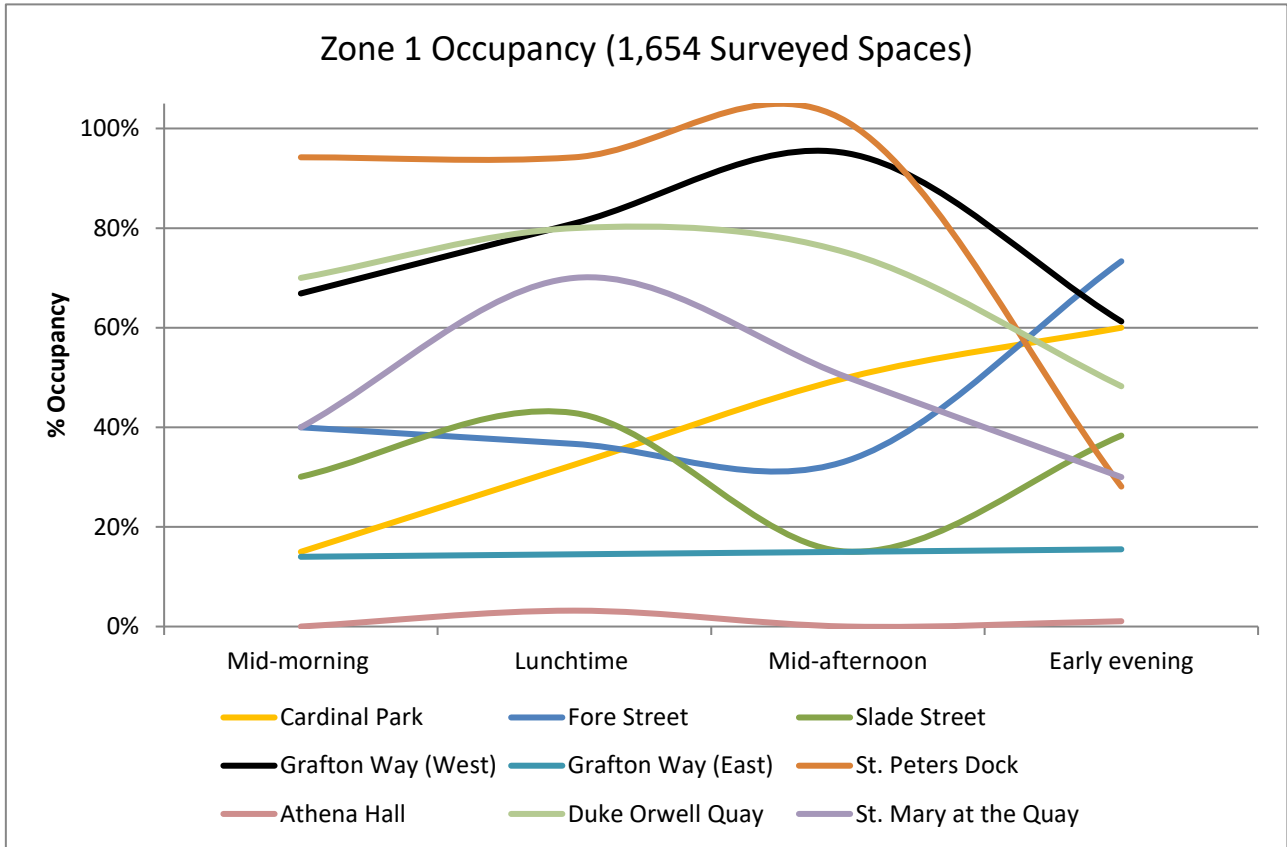 Zone 1 Occupancy (1,654 Surveyed Spaces)
100%
80%
60%
40%
20%
0%
% Occupancy
Mid-morning Lunchtime Mid-afternoon Early evening
Cardinal Park Fore Street Slade Street
Grafton Way (West) Grafton Way (East) St. Peters Dock
Athena Hall Duke Orwell Quay St. Mary at the Quay